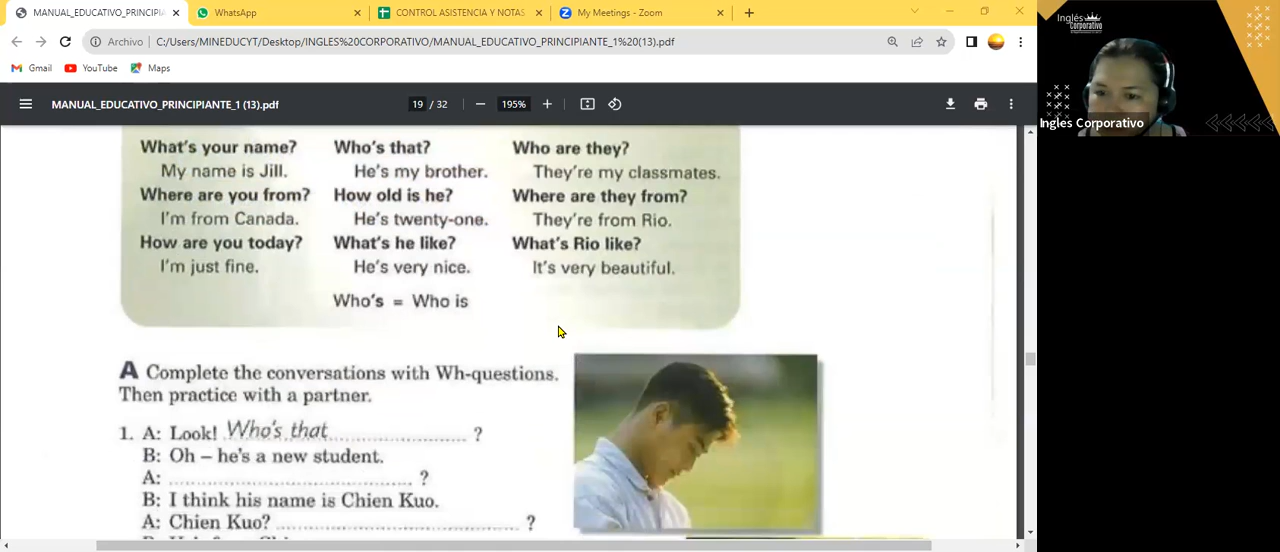 MANUAL_EDUCATIVO_PRINCIPIA
WhatsApp
CONTROL ASISTENCIA Y NOTAS
My Meetings - Zoom
Archivo
C:/Users/MINEDUCYT/Desktop/INGLES%20CORPORATIVO/MANUAL_EDUCATIVO_PRINCIPIANTE_1%20(13).pdf
Gmail
YouTube
Maps
MANUAL_EDUCATIVO_PRINCIPIANTE_1 (13).pdf
19 / 32
195%
What's your name?
My name is Jill.
Where are you from?
I'm from Canada.
How are you today?
I'm just fine.
Who's that?
He's my brother.
How old is he?
He's twenty-one.
What's he like?
He's very nice.
Who's = Who is
Who are they?
They're my classmates.
Where are they from?
They're from Rio.
What's Rio like?
It's very beautiful.
A Complete the conversations with Wh-questions.
Then practice with a partner.
1. A: Look! Who's that ?
B: Oh – he's a new student.
A: ?
B: I think his name is Chien Kuo.
A: Chien Kuo? ?
Inglés
Corporativo
Ingles Corporativo